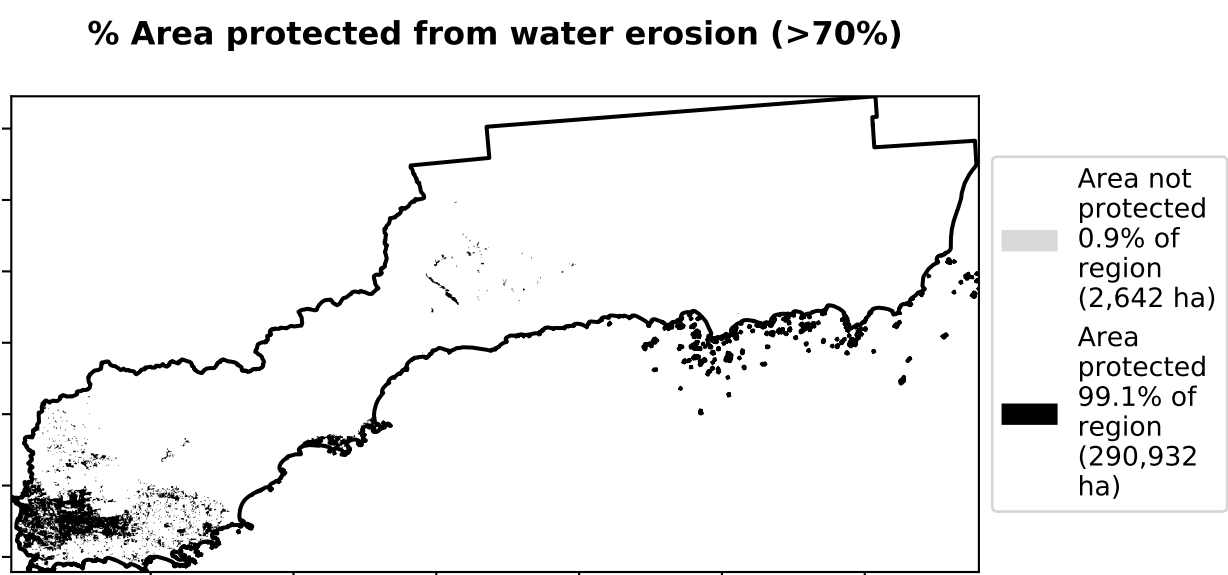 % Area protected from water erosion (>70%)
Area not
protected
0.9% of
region
(2,642 ha)
Area
protected
99.1% of
region
(290,932
ha)